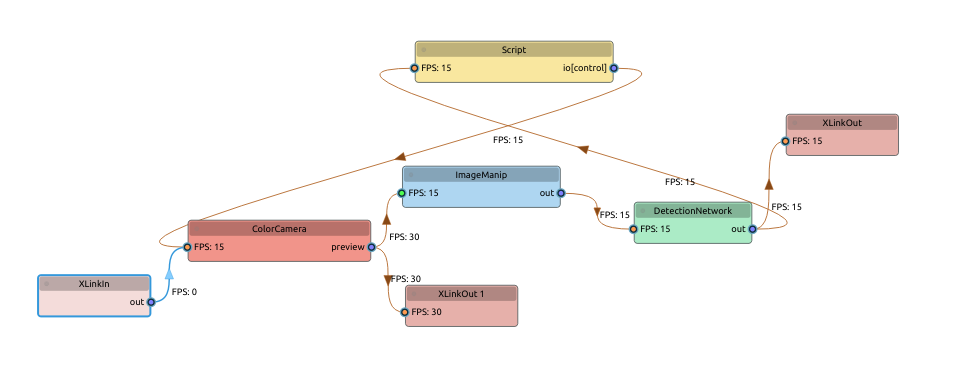 Script
FPS: 15
io[control]
XLinkOut
FPS: 15
FPS: 15
ImageManip
FPS: 15
out
FPS: 15
DetectionNetwork
FPS: 15
out
FPS: 15
FPS: 15
ColorCamera
FPS: 15
preview
FPS: 30
XLinkIn
out
FPS: 0
FPS: 30
XLinkOut 1
FPS: 30